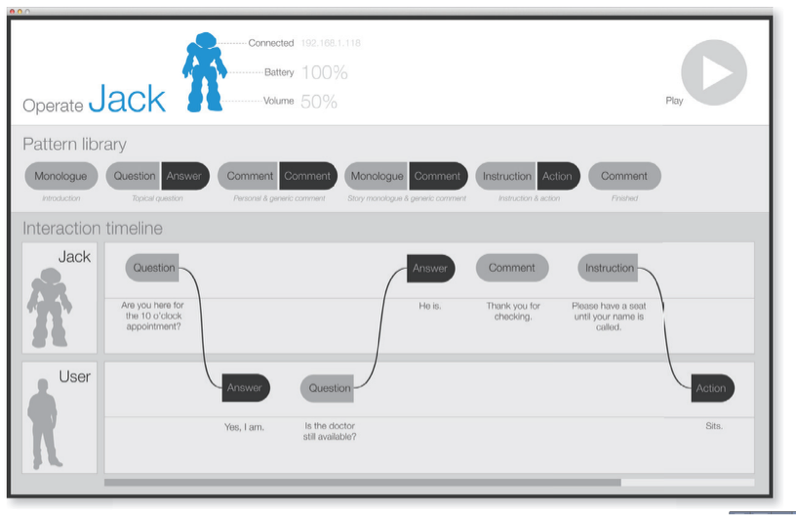 Connected 192.168.1.118
Battery 100%
Operate Jack
Volume 50%
Play
Pattern library
Monologue Question Answer Comment Comment Monologue Comment Instruction Action Comment
Introduction Topical question Personal & generic comment Story monologue & generic comment Instruction & action Finished
Interaction timeline
Jack
Question Answer Comment Instruction
Are you here for
the 10 o'clock
appointment?
He is.
Thank you for
checking.
Please have a seat
until your name is
called.
User
Answer Question Action
Yes, I am.
Is the doctor
still available?
Sits.